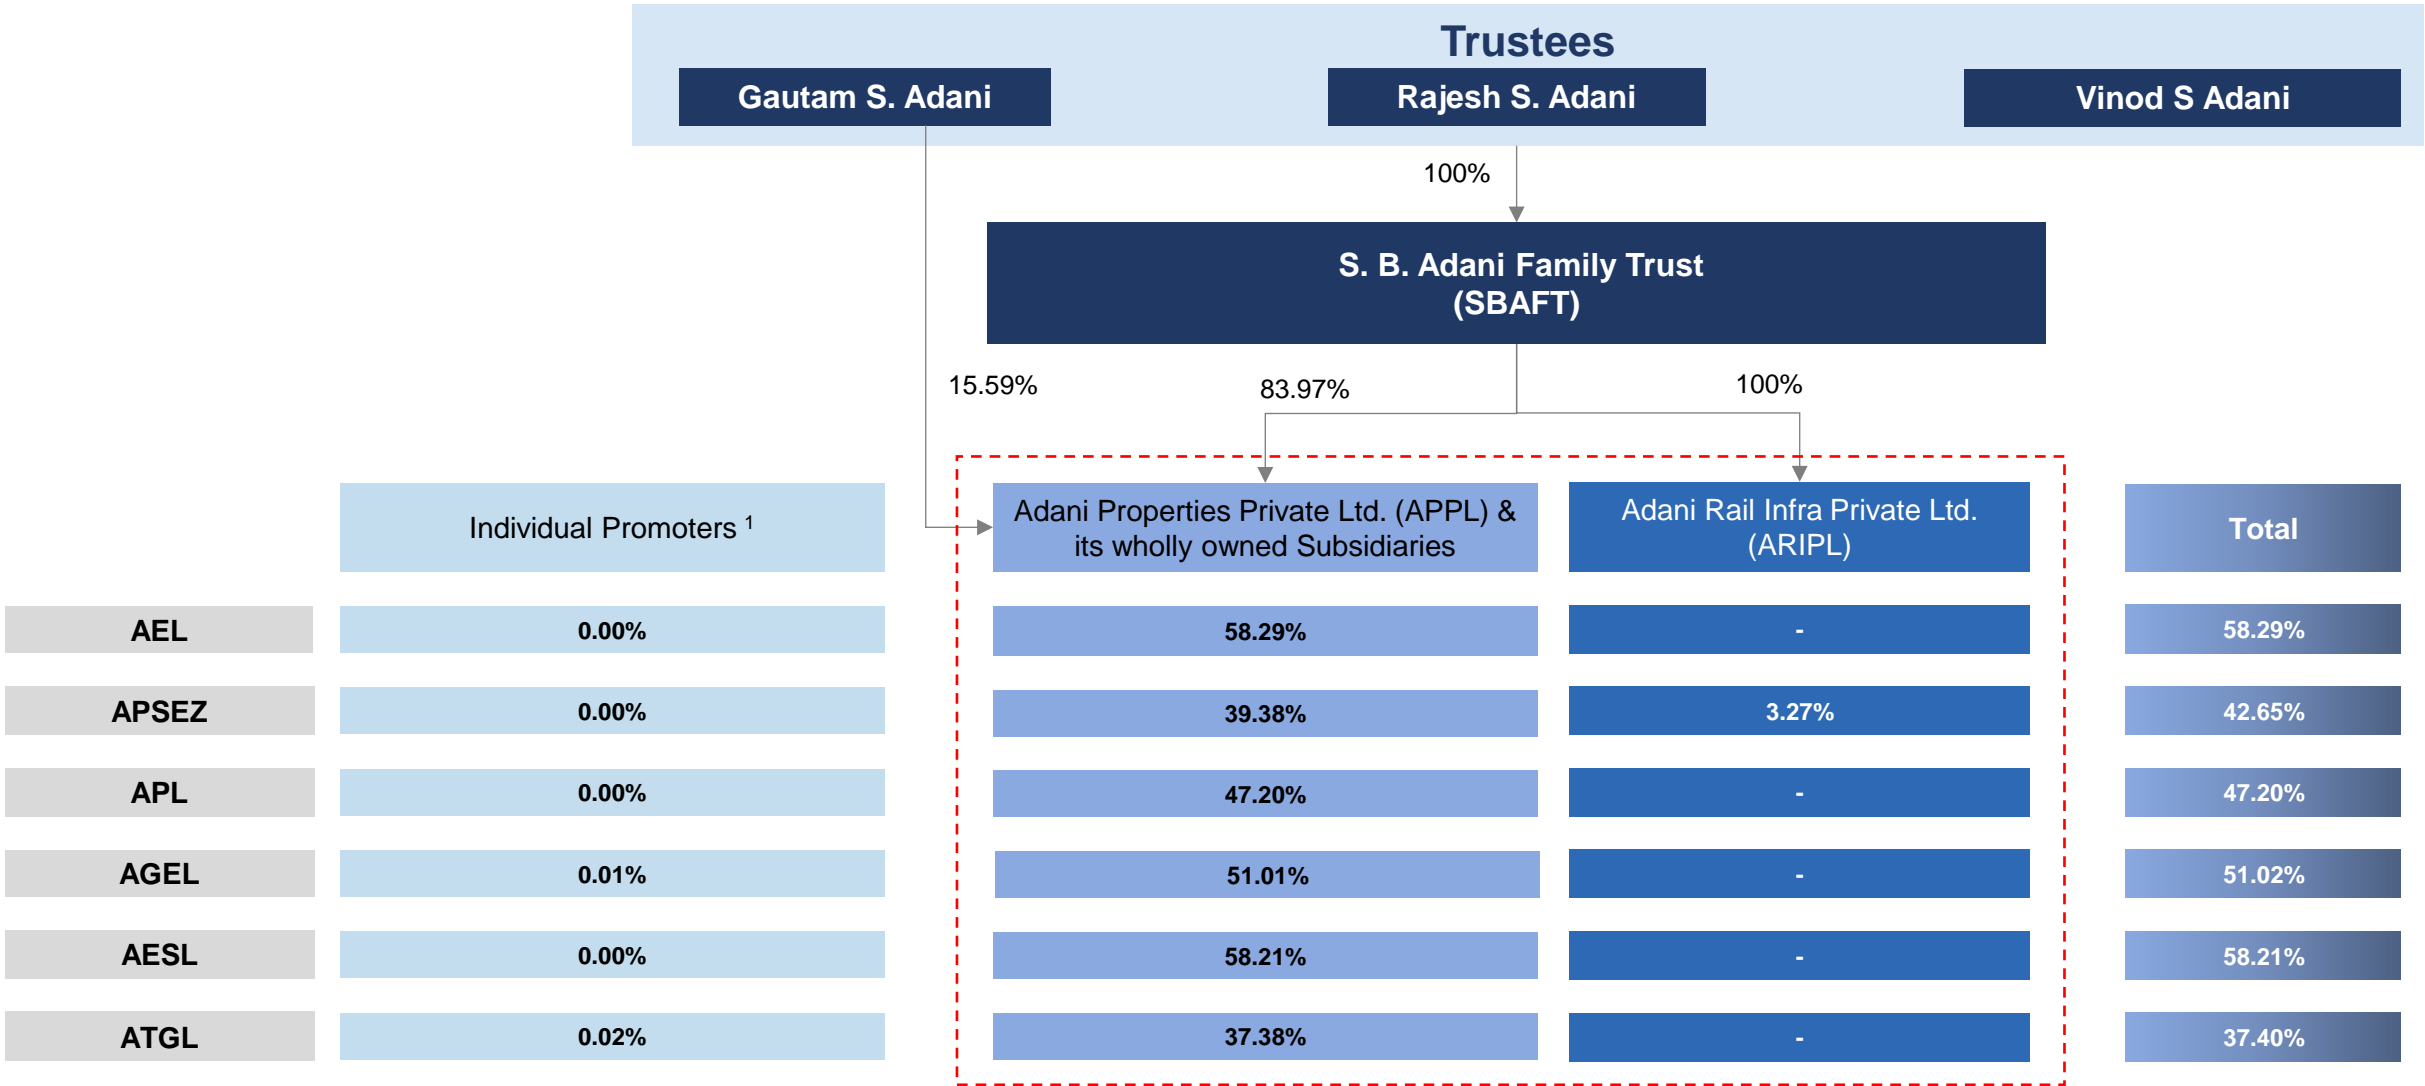 Trustees
Gautam S. Adani
Rajesh S. Adani
Vinod S Adani
100%
S. B. Adani Family Trust
(SBAFT)
15.59%
83.97%
100%
Individual Promoters ¹
Adani Properties Private Ltd. (APPL) &
its wholly owned Subsidiaries
Adani Rail Infra Private Ltd.
(ARIPL)
Total
AEL
0.00%
58.29%
-
58.29%
APSEZ
0.00%
39.38%
3.27%
42.65%
APL
0.00%
47.20%
-
47.20%
AGEL
0.01%
51.01%
-
51.02%
AESL
0.00%
58.21%
-
58.21%
ATGL
0.02%
37.38%
-
37.40%